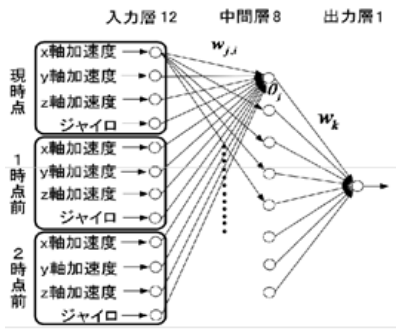 入力層12 中間層8 出力層1
現時点
x軸加速度
y軸加速度
z軸加速度
ジャイロ
1時点前
x軸加速度
y軸加速度
z軸加速度
ジャイロ
2時点前
x軸加速度
y軸加速度
z軸加速度
ジャイロ
w_{j,i}
θ_j
w_k